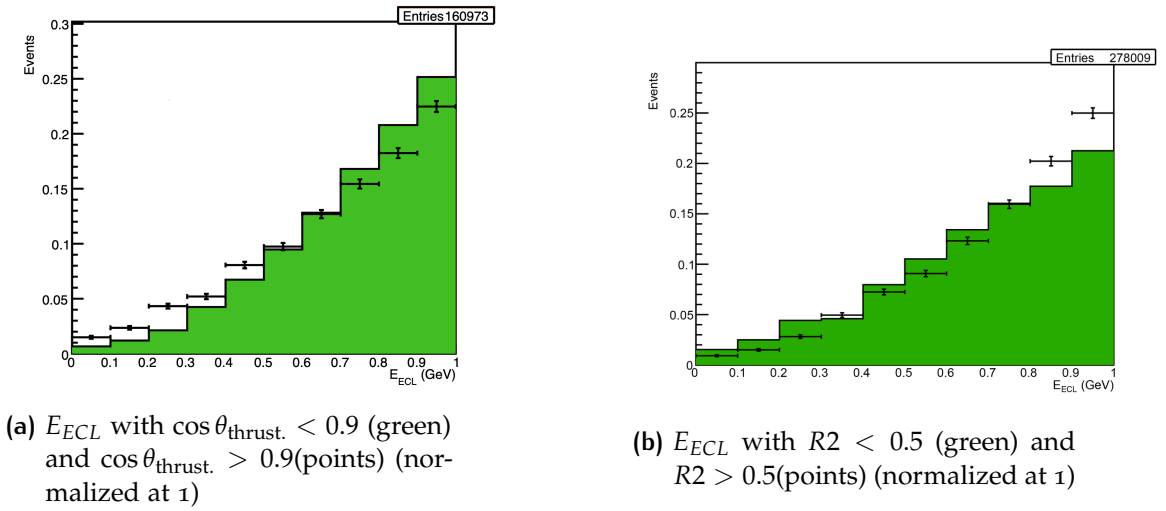 Entries160973
0.3
0.25
0.2
0.15
0.1
0.05
0
Events
0 0.1 0.2 0.3 0.4 0.5 0.6 0.7 0.8 0.9 1
E_ECL (GeV)
(a) E_ECL with cos θ_thrust. < 0.9 (green)
and cos θ_thrust. > 0.9(points) (nor-
malized at 1)
Entries 278009
0.25
0.2
0.15
0.1
0.05
0
Events
0 0.1 0.2 0.3 0.4 0.5 0.6 0.7 0.8 0.9 1
E_ECL (GeV)
(b) E_ECL with R2 < 0.5 (green) and
R2 > 0.5(points) (normalized at 1)